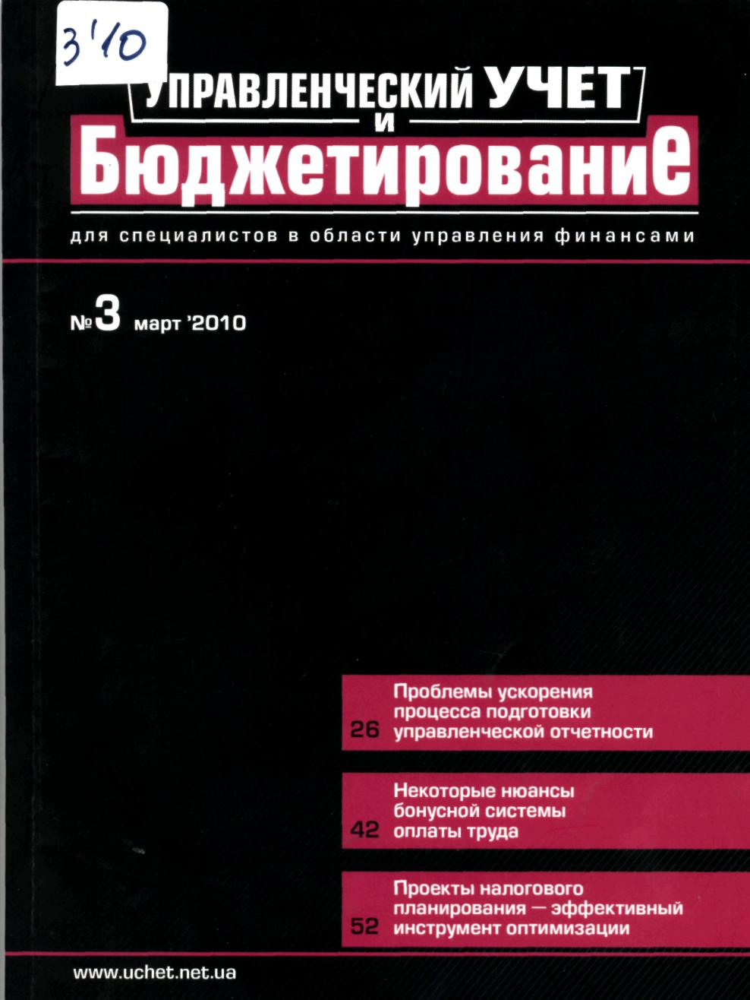 3'10
УПРАВЛЕНЧЕСКИЙ УЧЕТ
и
БюджетированиЕ
для специалистов в области управления финансами
№3 март '2010
Проблемы ускорения
процесса подготовки
26 управленческой отчетности
Некоторые нюансы
бонусной системы
42 оплаты труда
Проекты налогового
планирования — эффективный
52 инструмент оптимизации
www.uchet.net.ua